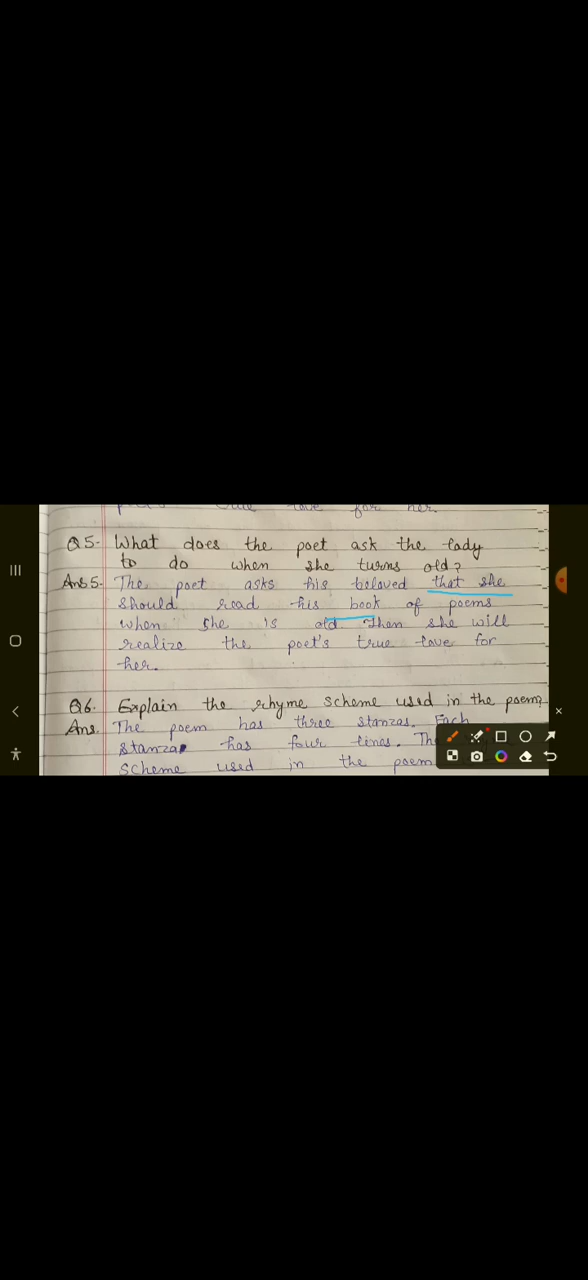 love for her.
Q5- What does the poet ask the lady
to do when she turns old?
Ans5- The poet asks his beloved that she
should read his book of poems
when she is old. Then she will
realize the poet's true love for
her.
Q6. Explain the rhyme scheme used in the poem?
Ans. The poem has three stanzas. Each
stanza has four lines. The
scheme used in the poem